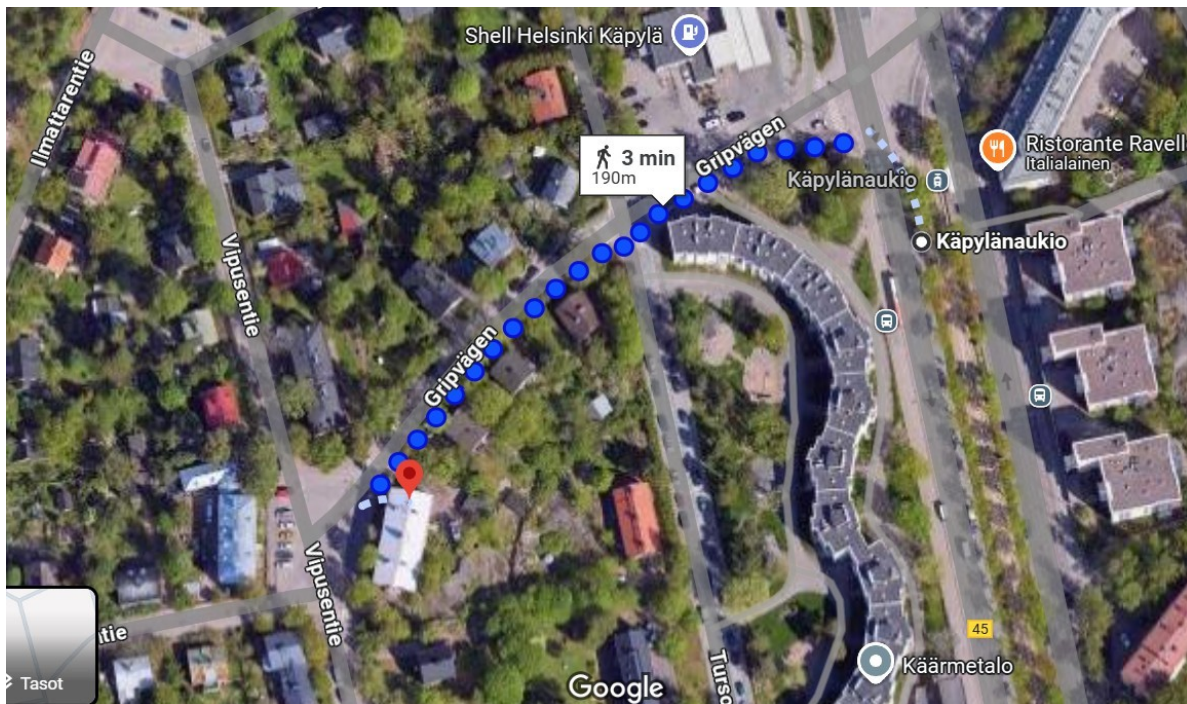 Shell Helsinki Käpylä
Ilmattarentie
Gripvägen
3 min
190m
Ristorante Ravell
Italialainen
Käpylänaukio
Käpylänaukio
Vipusentie
Gripvägen
Vipusentie
tie
45
Käärmetalo
Turso
Tasot
Google